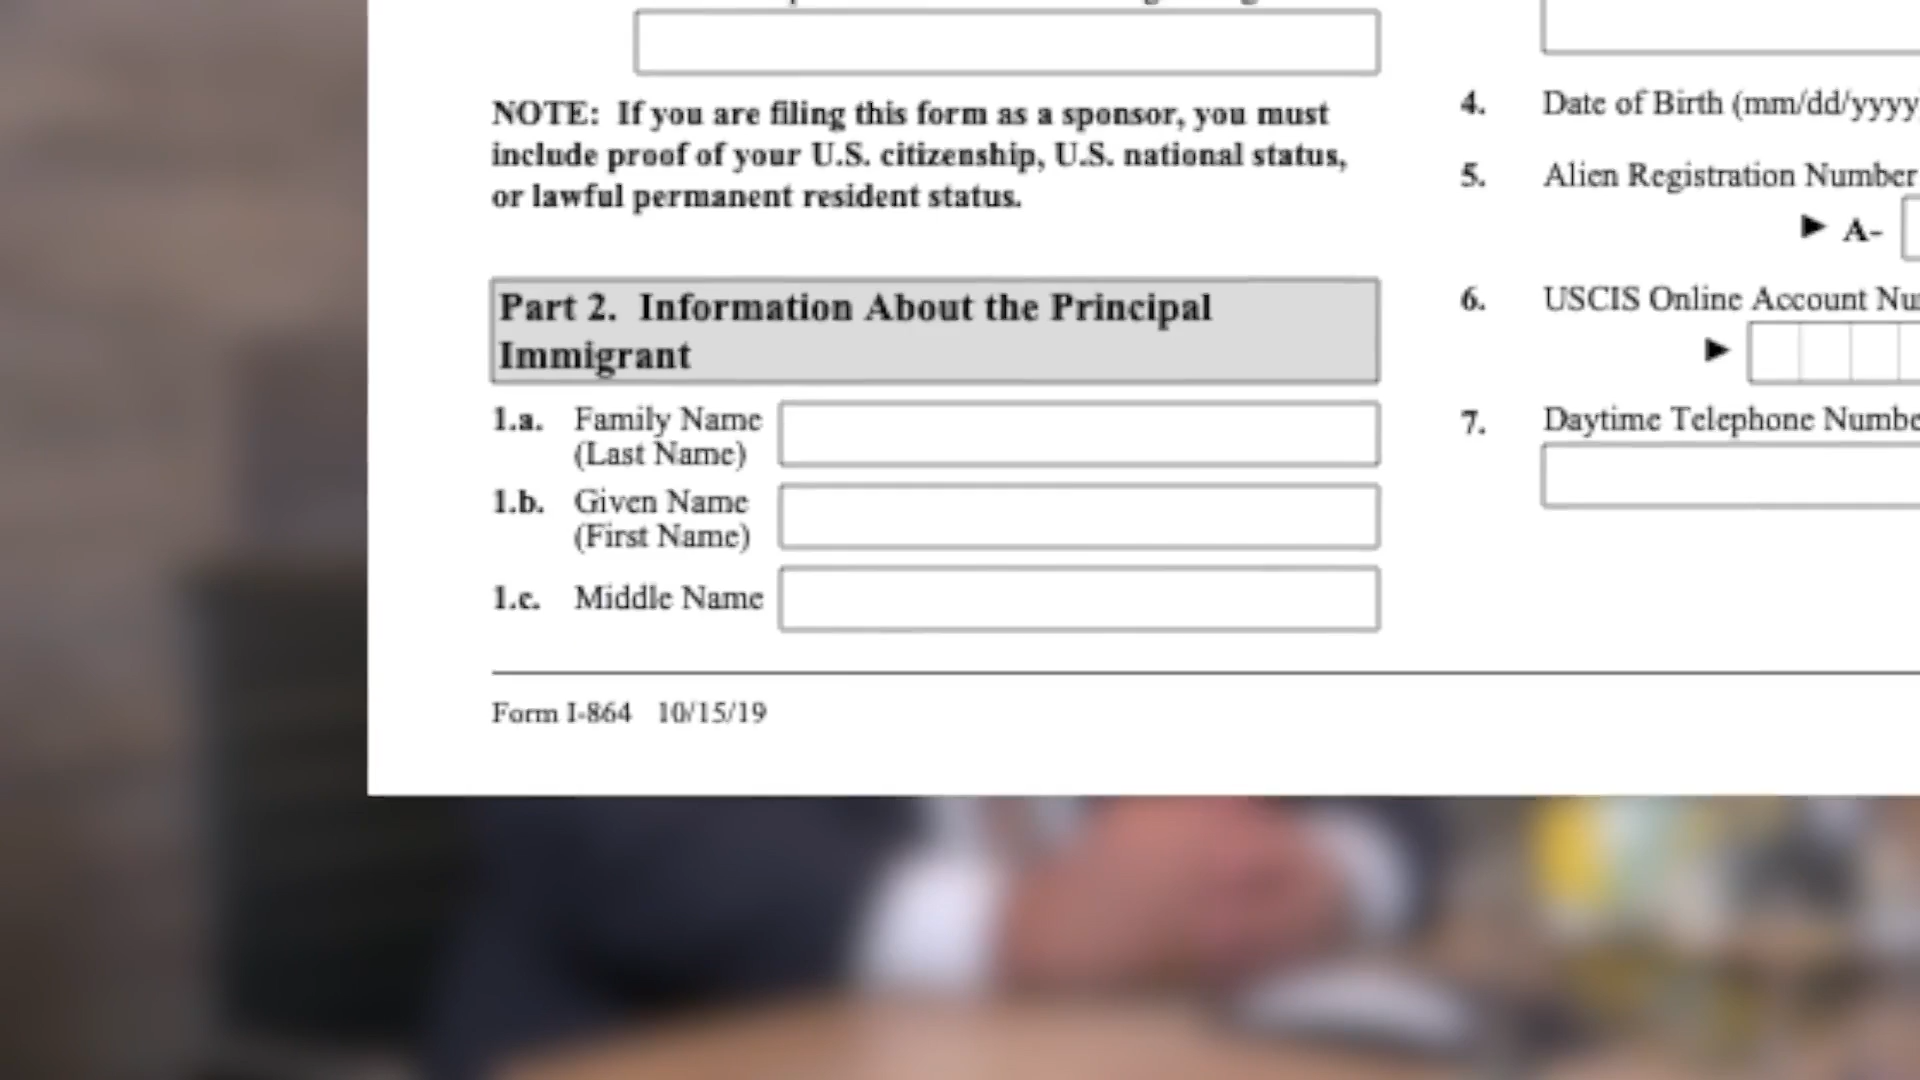 NOTE: If you are filing this form as a sponsor, you must
include proof of your U.S. citizenship, U.S. national status,
or lawful permanent resident status.
Part 2. Information About the Principal
Immigrant
1.a. Family Name
(Last Name)
1.b. Given Name
(First Name)
1.c. Middle Name
Form I-864 10/15/19
4. Date of Birth (mm/dd/yyyy)
5. Alien Registration Number
► A-
6. USCIS Online Account
►
7. Daytime Telephone